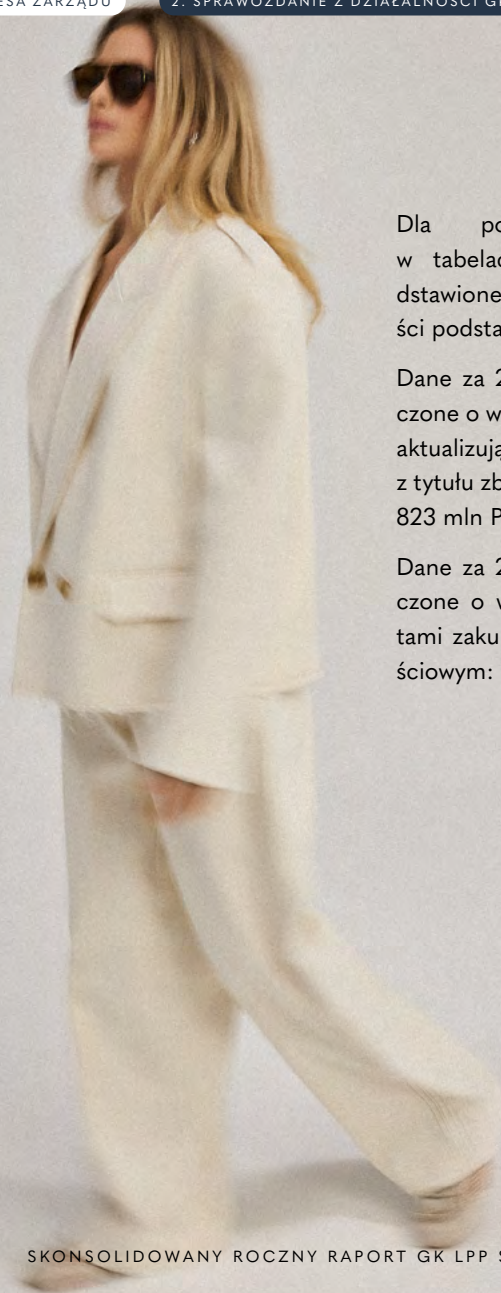 ESA ZARZĄDU
2. SPRAWOZDANIE Z DZIAŁALNOŚCI G
Dla po
w tabelac
dstawione
ści podsta
Dane za 2
czone o w
aktualizują
z tytułu zb
823 mln P
Dane za 2
czone o w
tami zaku
ściowym:
SKONSOLIDOWANY ROCZNY RAPORT GK LPP S